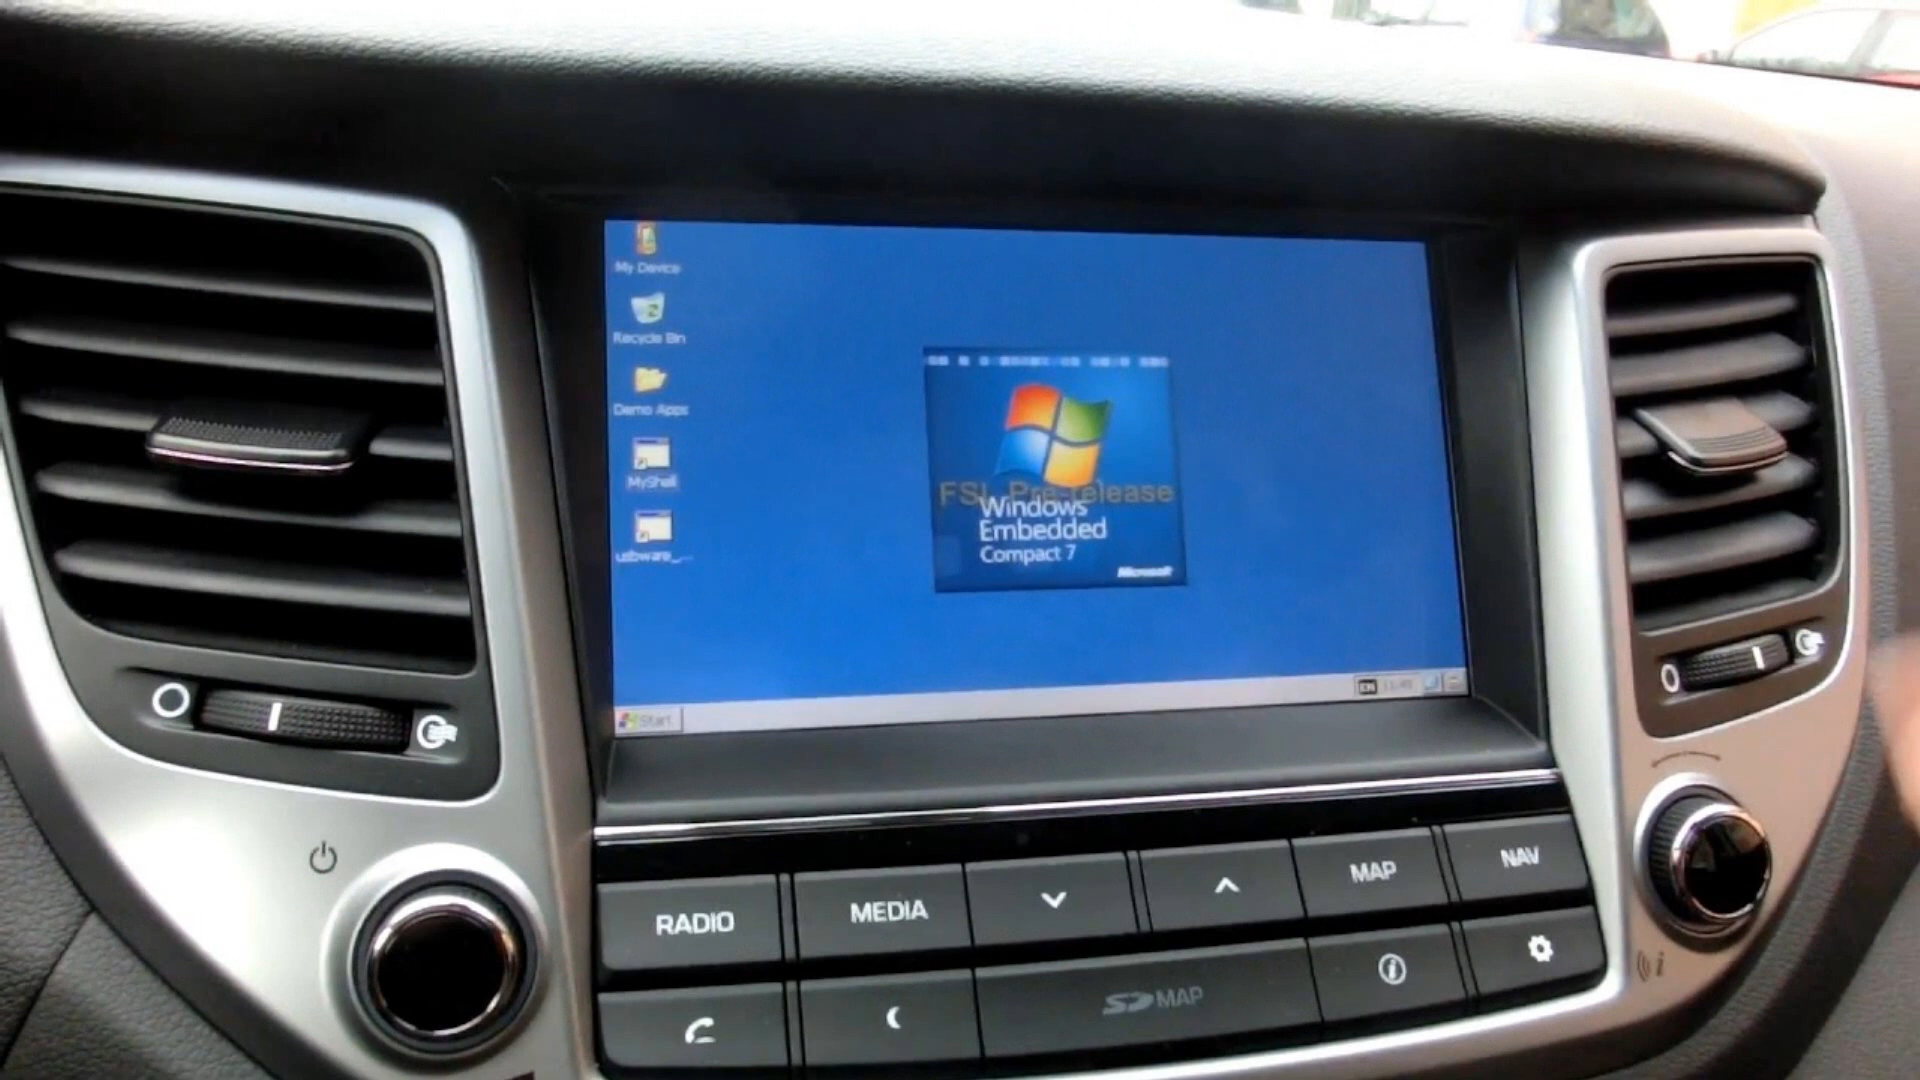 My Device
Recycle Bin
Demo Apps
MyShell
usbware_...
FSL Pre-release
Windows
Embedded
Compact 7
Microsoft
Start
EN
RADIO
MEDIA
MAP
NAV
SD MAP